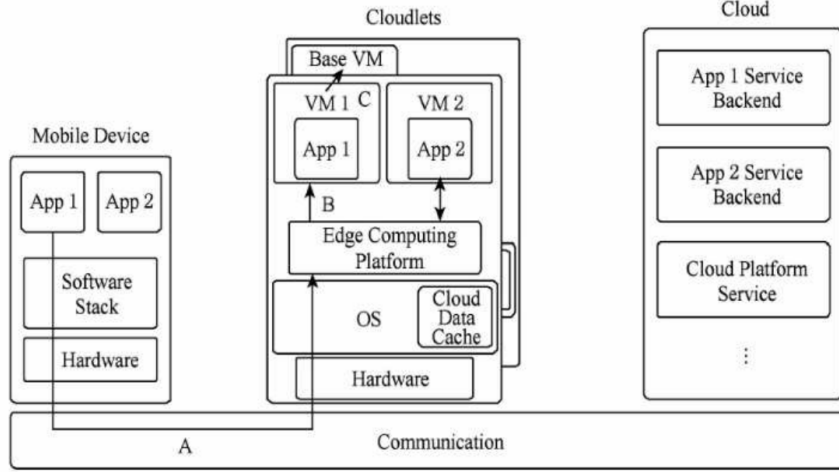 Cloudlets
Cloud
Base VM
VM 1 C
VM 2
App 1
App 2
B
Edge Computing
Platform
OS
Cloud
Data
Cache
Hardware
Mobile Device
App 1
App 2
Software
Stack
Hardware
App 1 Service
Backend
App 2 Service
Backend
Cloud Platform
Service
⋮
A
Communication